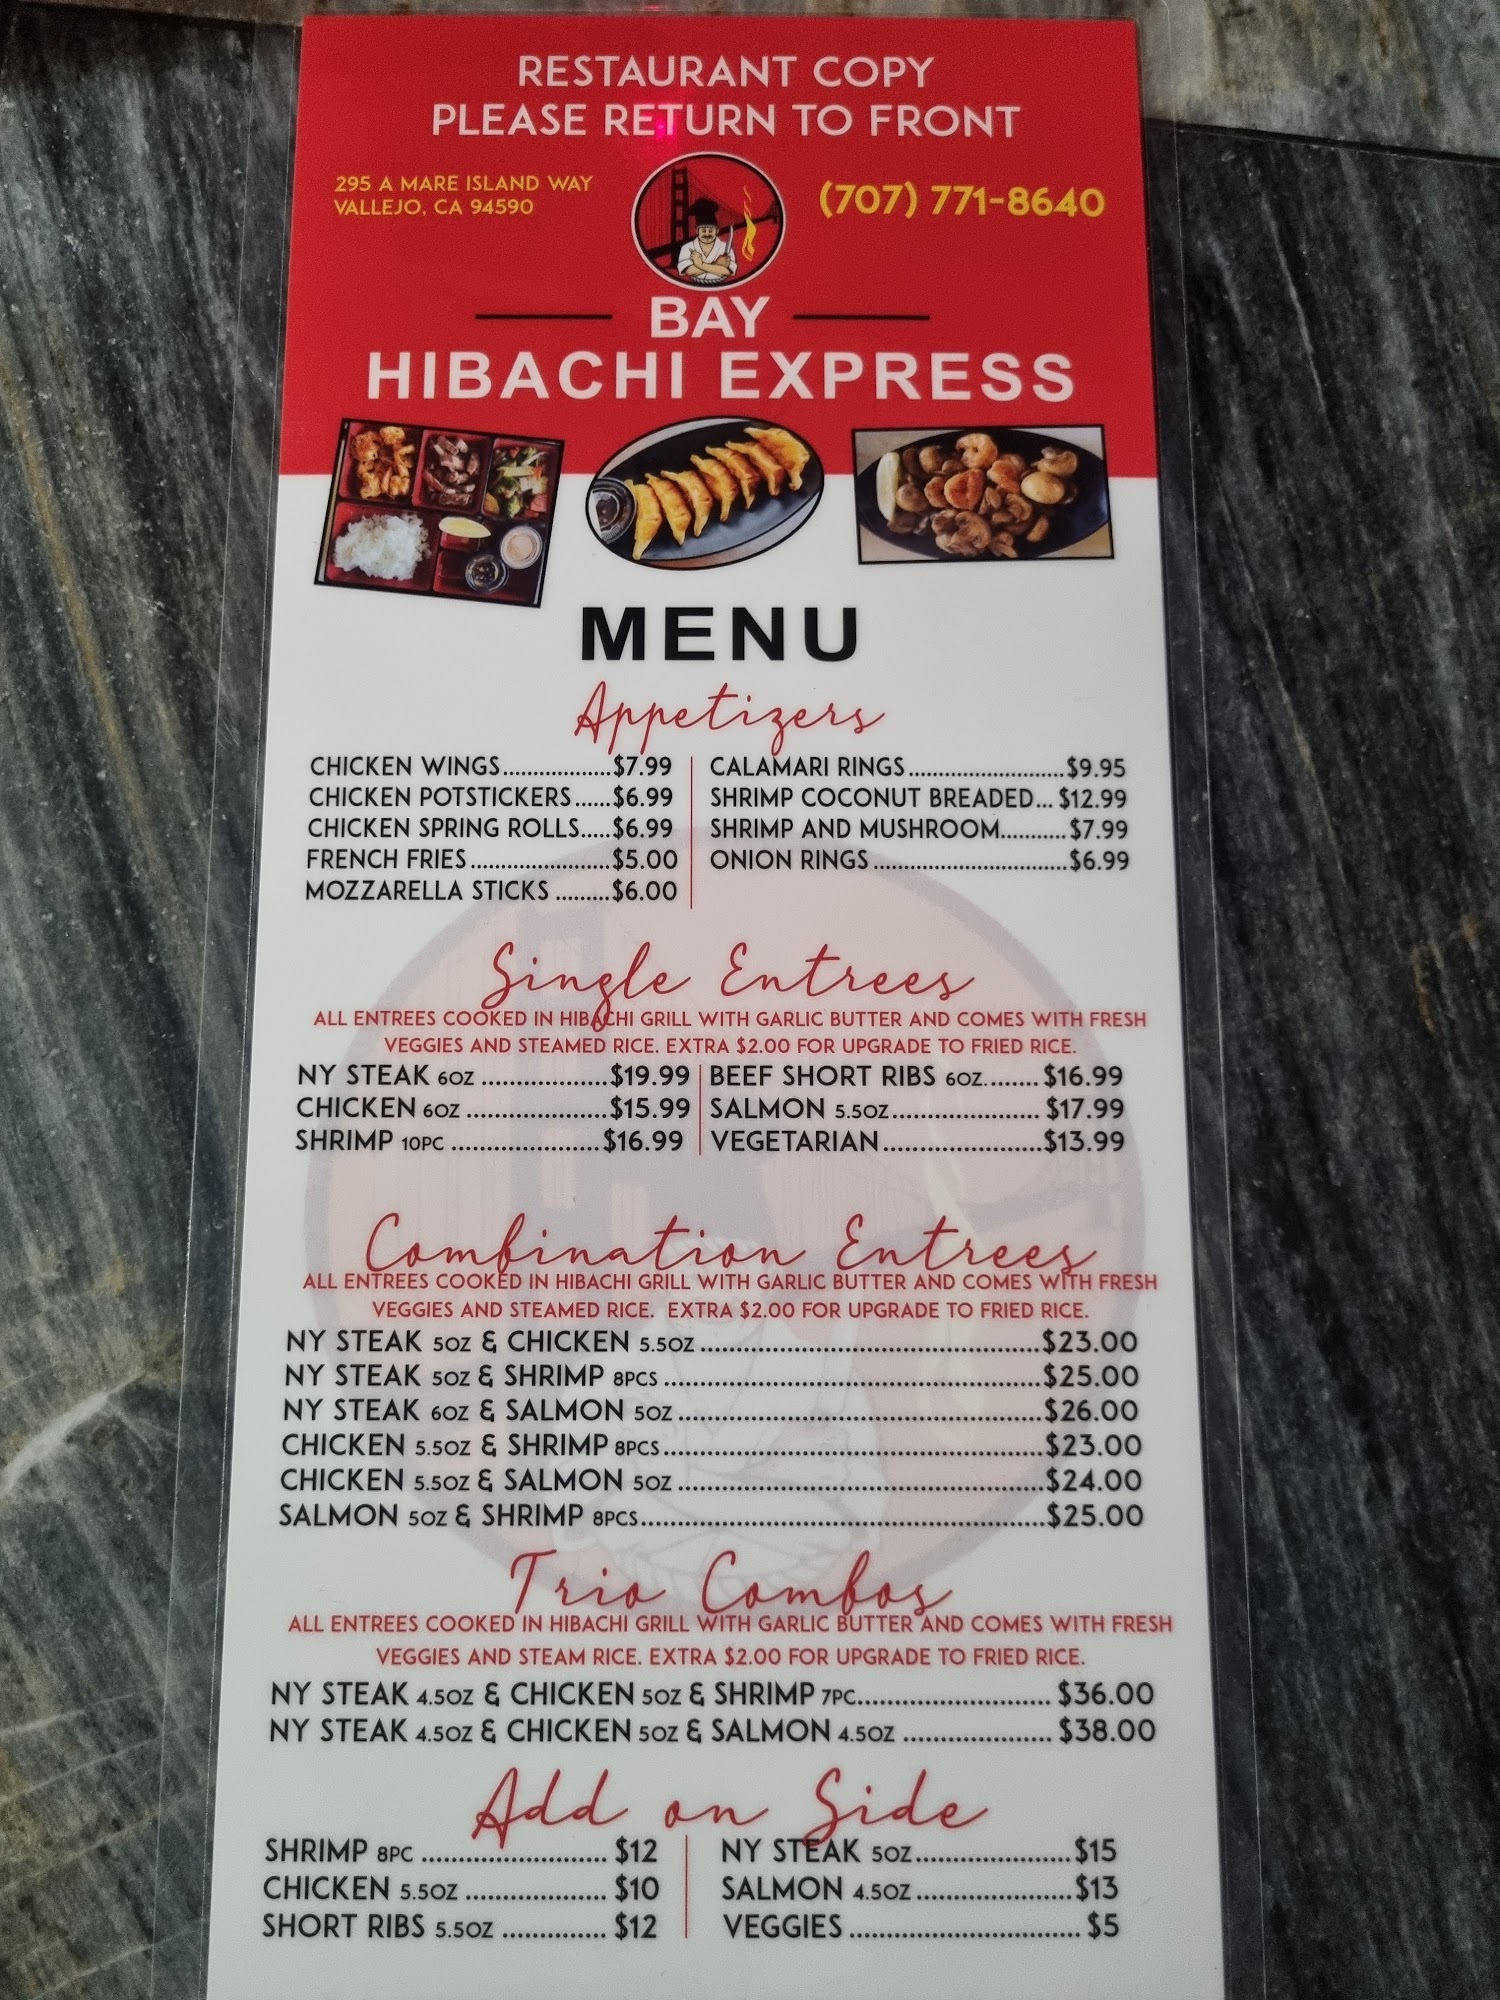 RESTAURANT COPY
PLEASE RETURN TO FRONT
295 A MARE ISLAND WAY
VALLEJO, CA 94590
(707) 771-8640
BAY
HIBACHI EXPRESS
MENU
Appetizers
CHICKEN WINGS..................$7.99
CHICKEN POTSTICKERS......$6.99
CHICKEN SPRING ROLLS.....$6.99
FRENCH FRIES.......................$5.00
MOZZARELLA STICKS.........$6.00
CALAMARI RINGS..........................$9.95
SHRIMP COCONUT BREADED... $12.99
SHRIMP AND MUSHROOM...........$7.99
ONION RINGS................................$6.99
Single Entrees
ALL ENTREES COOKED IN HIBACHI GRILL WITH GARLIC BUTTER AND COMES WITH FRESH
VEGGIES AND STEAMED RICE. EXTRA $2.00 FOR UPGRADE TO FRIED RICE.
NY STEAK 6OZ..................$19.99
CHICKEN 6OZ....................$15.99
SHRIMP 10PC.....................$16.99
BEEF SHORT RIBS 6OZ........$16.99
SALMON 5.5OZ.....................$17.99
VEGETARIAN.......................$13.99
Combination Entrees
ALL ENTREES COOKED IN HIBACHI GRILL WITH GARLIC BUTTER AND COMES WITH FRESH
VEGGIES AND STEAMED RICE. EXTRA $2.00 FOR UPGRADE TO FRIED RICE.
NY STEAK 5OZ & CHICKEN 5.5OZ................................................$23.00
NY STEAK 5OZ & SHRIMP 8PCS.....................................................$25.00
NY STEAK 6OZ & SALMON 5OZ...................................................$26.00
CHICKEN 5.5OZ & SHRIMP 8PCS.....................................................$23.00
CHICKEN 5.5OZ & SALMON 5OZ...................................................$24.00
SALMON 5OZ & SHRIMP 8PCS.........................................................$25.00
Trio Combos
ALL ENTREES COOKED IN HIBACHI GRILL WITH GARLIC BUTTER AND COMES WITH FRESH
VEGGIES AND STEAM RICE. EXTRA $2.00 FOR UPGRADE TO FRIED RICE.
NY STEAK 4.5OZ & CHICKEN 5OZ & SHRIMP 7PC........................... $36.00
NY STEAK 4.5OZ & CHICKEN 5OZ & SALMON 4.5OZ..................... $38.00
Add on Side
SHRIMP 8PC.......................... $12
CHICKEN 5.5OZ.................... $10
SHORT RIBS 5.5OZ............... $12
NY STEAK 5OZ......................$15
SALMON 4.5OZ......................$13
VEGGIES................................. $5